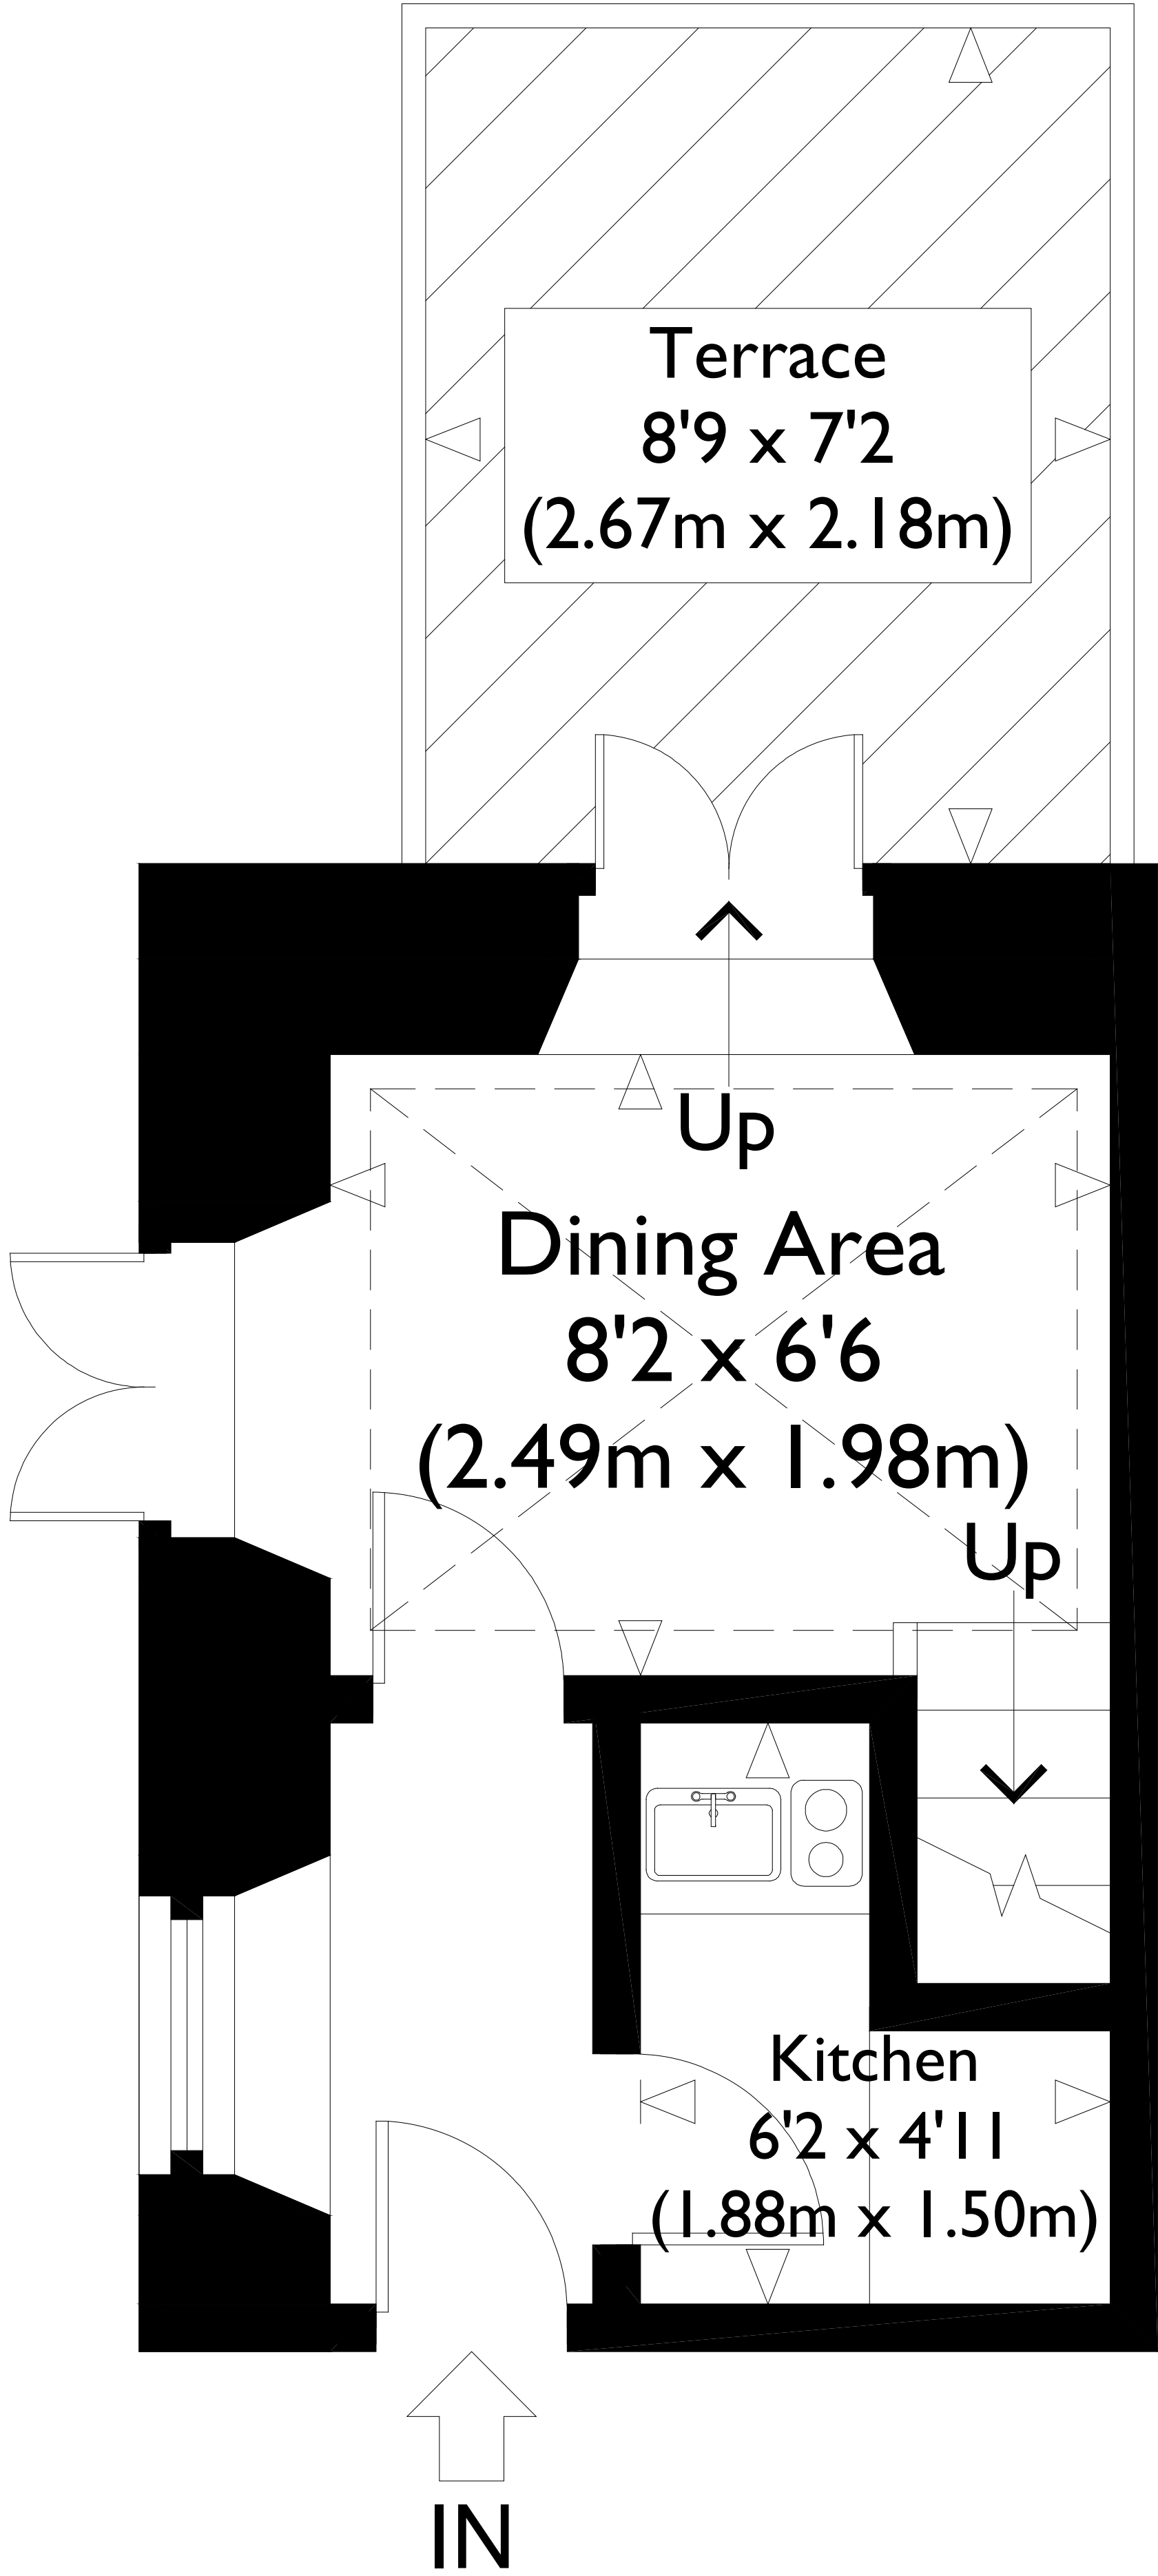 Terrace
8'9 x 7'2
(2.67m x 2.18m)
Up
Dining Area
8'2 x 6'6
(2.49m x 1.98m)
Up
Kitchen
6'2 x 4'11
(1.88m x 1.50m)
IN